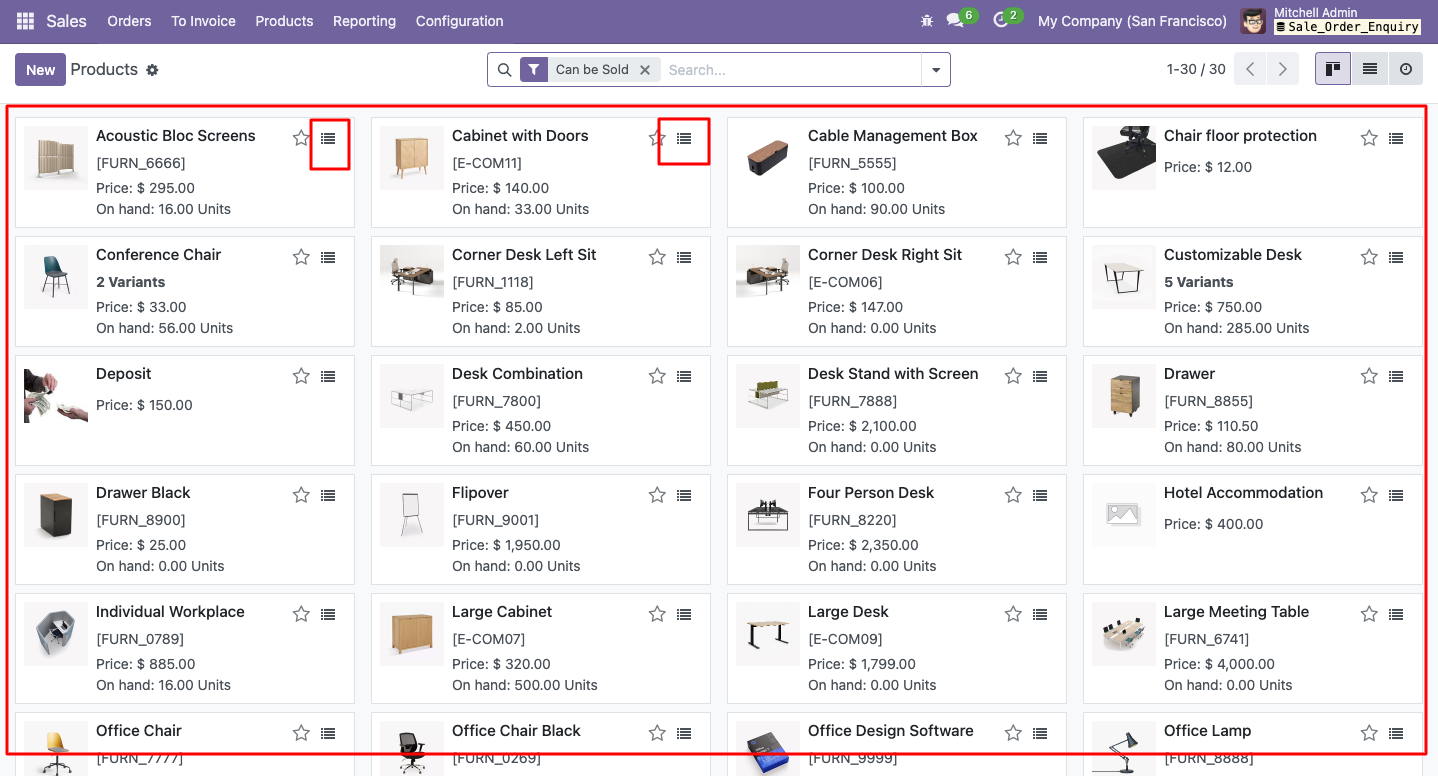 Sales Orders To Invoice Products Reporting Configuration 6 2 My Company (San Francisco) Mitchell Admin
Sale_Order_Enquiry
New Products Can be Sold Search... 1-30 / 30
Acoustic Bloc Screens
[FURN_6666]
Price: $ 295.00
On hand: 16.00 Units
Cabinet with Doors
[E-COM11]
Price: $ 140.00
On hand: 33.00 Units
Cable Management Box
[FURN_5555]
Price: $ 100.00
On hand: 90.00 Units
Chair floor protection
Price: $ 12.00
Conference Chair
2 Variants
Price: $ 33.00
On hand: 56.00 Units
Corner Desk Left Sit
[FURN_1118]
Price: $ 85.00
On hand: 2.00 Units
Corner Desk Right Sit
[E-COM06]
Price: $ 147.00
On hand: 0.00 Units
Customizable Desk
5 Variants
Price: $ 750.00
On hand: 285.00 Units
Deposit
Price: $ 150.00
Desk Combination
[FURN_7800]
Price: $ 450.00
On hand: 60.00 Units
Desk Stand with Screen
[FURN_7888]
Price: $ 2,100.00
On hand: 0.00 Units
Drawer
[FURN_8855]
Price: $ 110.50
On hand: 80.00 Units
Drawer Black
[FURN_8900]
Price: $ 25.00
On hand: 0.00 Units
Flipover
[FURN_9001]
Price: $ 1,950.00
On hand: 0.00 Units
Four Person Desk
[FURN_8220]
Price: $ 2,350.00
On hand: 0.00 Units
Hotel Accommodation
Price: $ 400.00
Individual Workplace
[FURN_0789]
Price: $ 885.00
On hand: 16.00 Units
Large Cabinet
[E-COM07]
Price: $ 320.00
On hand: 500.00 Units
Large Desk
[E-COM09]
Price: $ 1,799.00
On hand: 0.00 Units
Large Meeting Table
[FURN_6741]
Price: $ 4,000.00
On hand: 0.00 Units
Office Chair
[FURN_7777]
Office Chair Black
[FURN_0269]
Office Design Software
[FURN_9999]
Office Lamp
[FURN_8888]